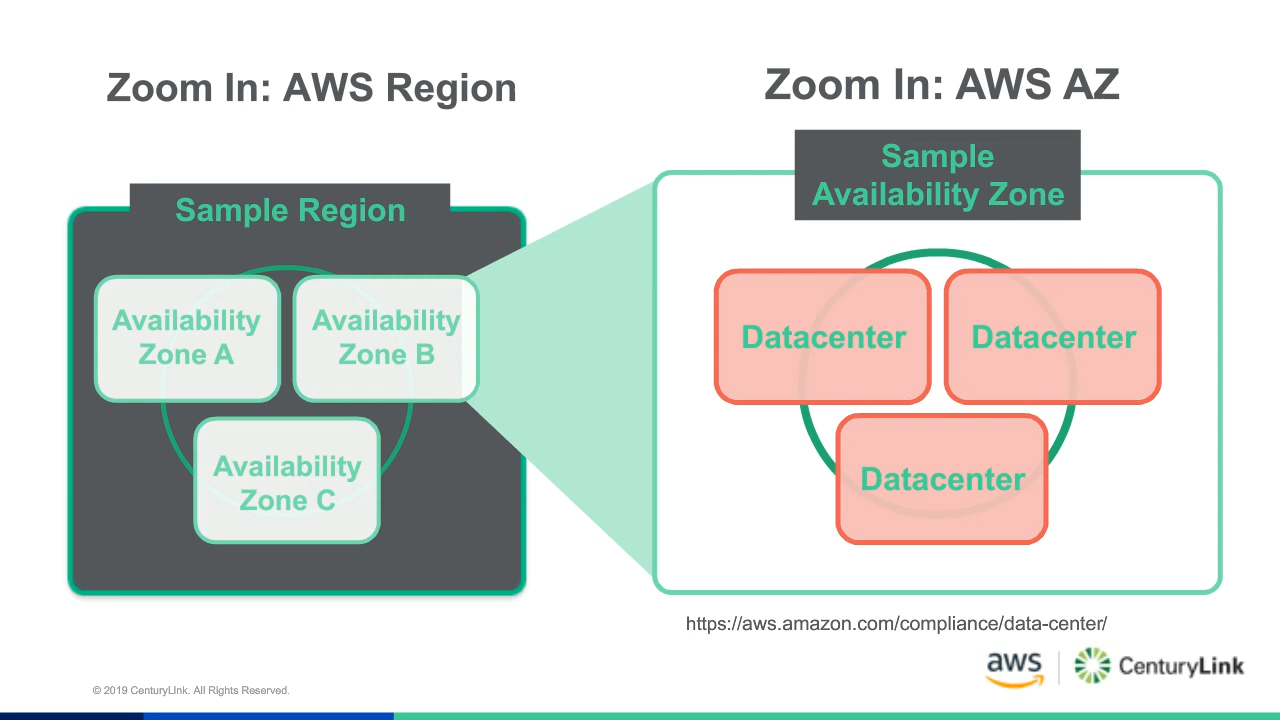 Zoom In: AWS Region
Sample Region
Availability
Zone A
Availability
Zone B
Availability
Zone C
Zoom In: AWS AZ
Sample
Availability Zone
Datacenter
Datacenter
Datacenter
https://aws.amazon.com/compliance/data-center/
aws
CenturyLink
© 2019 CenturyLink. All Rights Reserved.